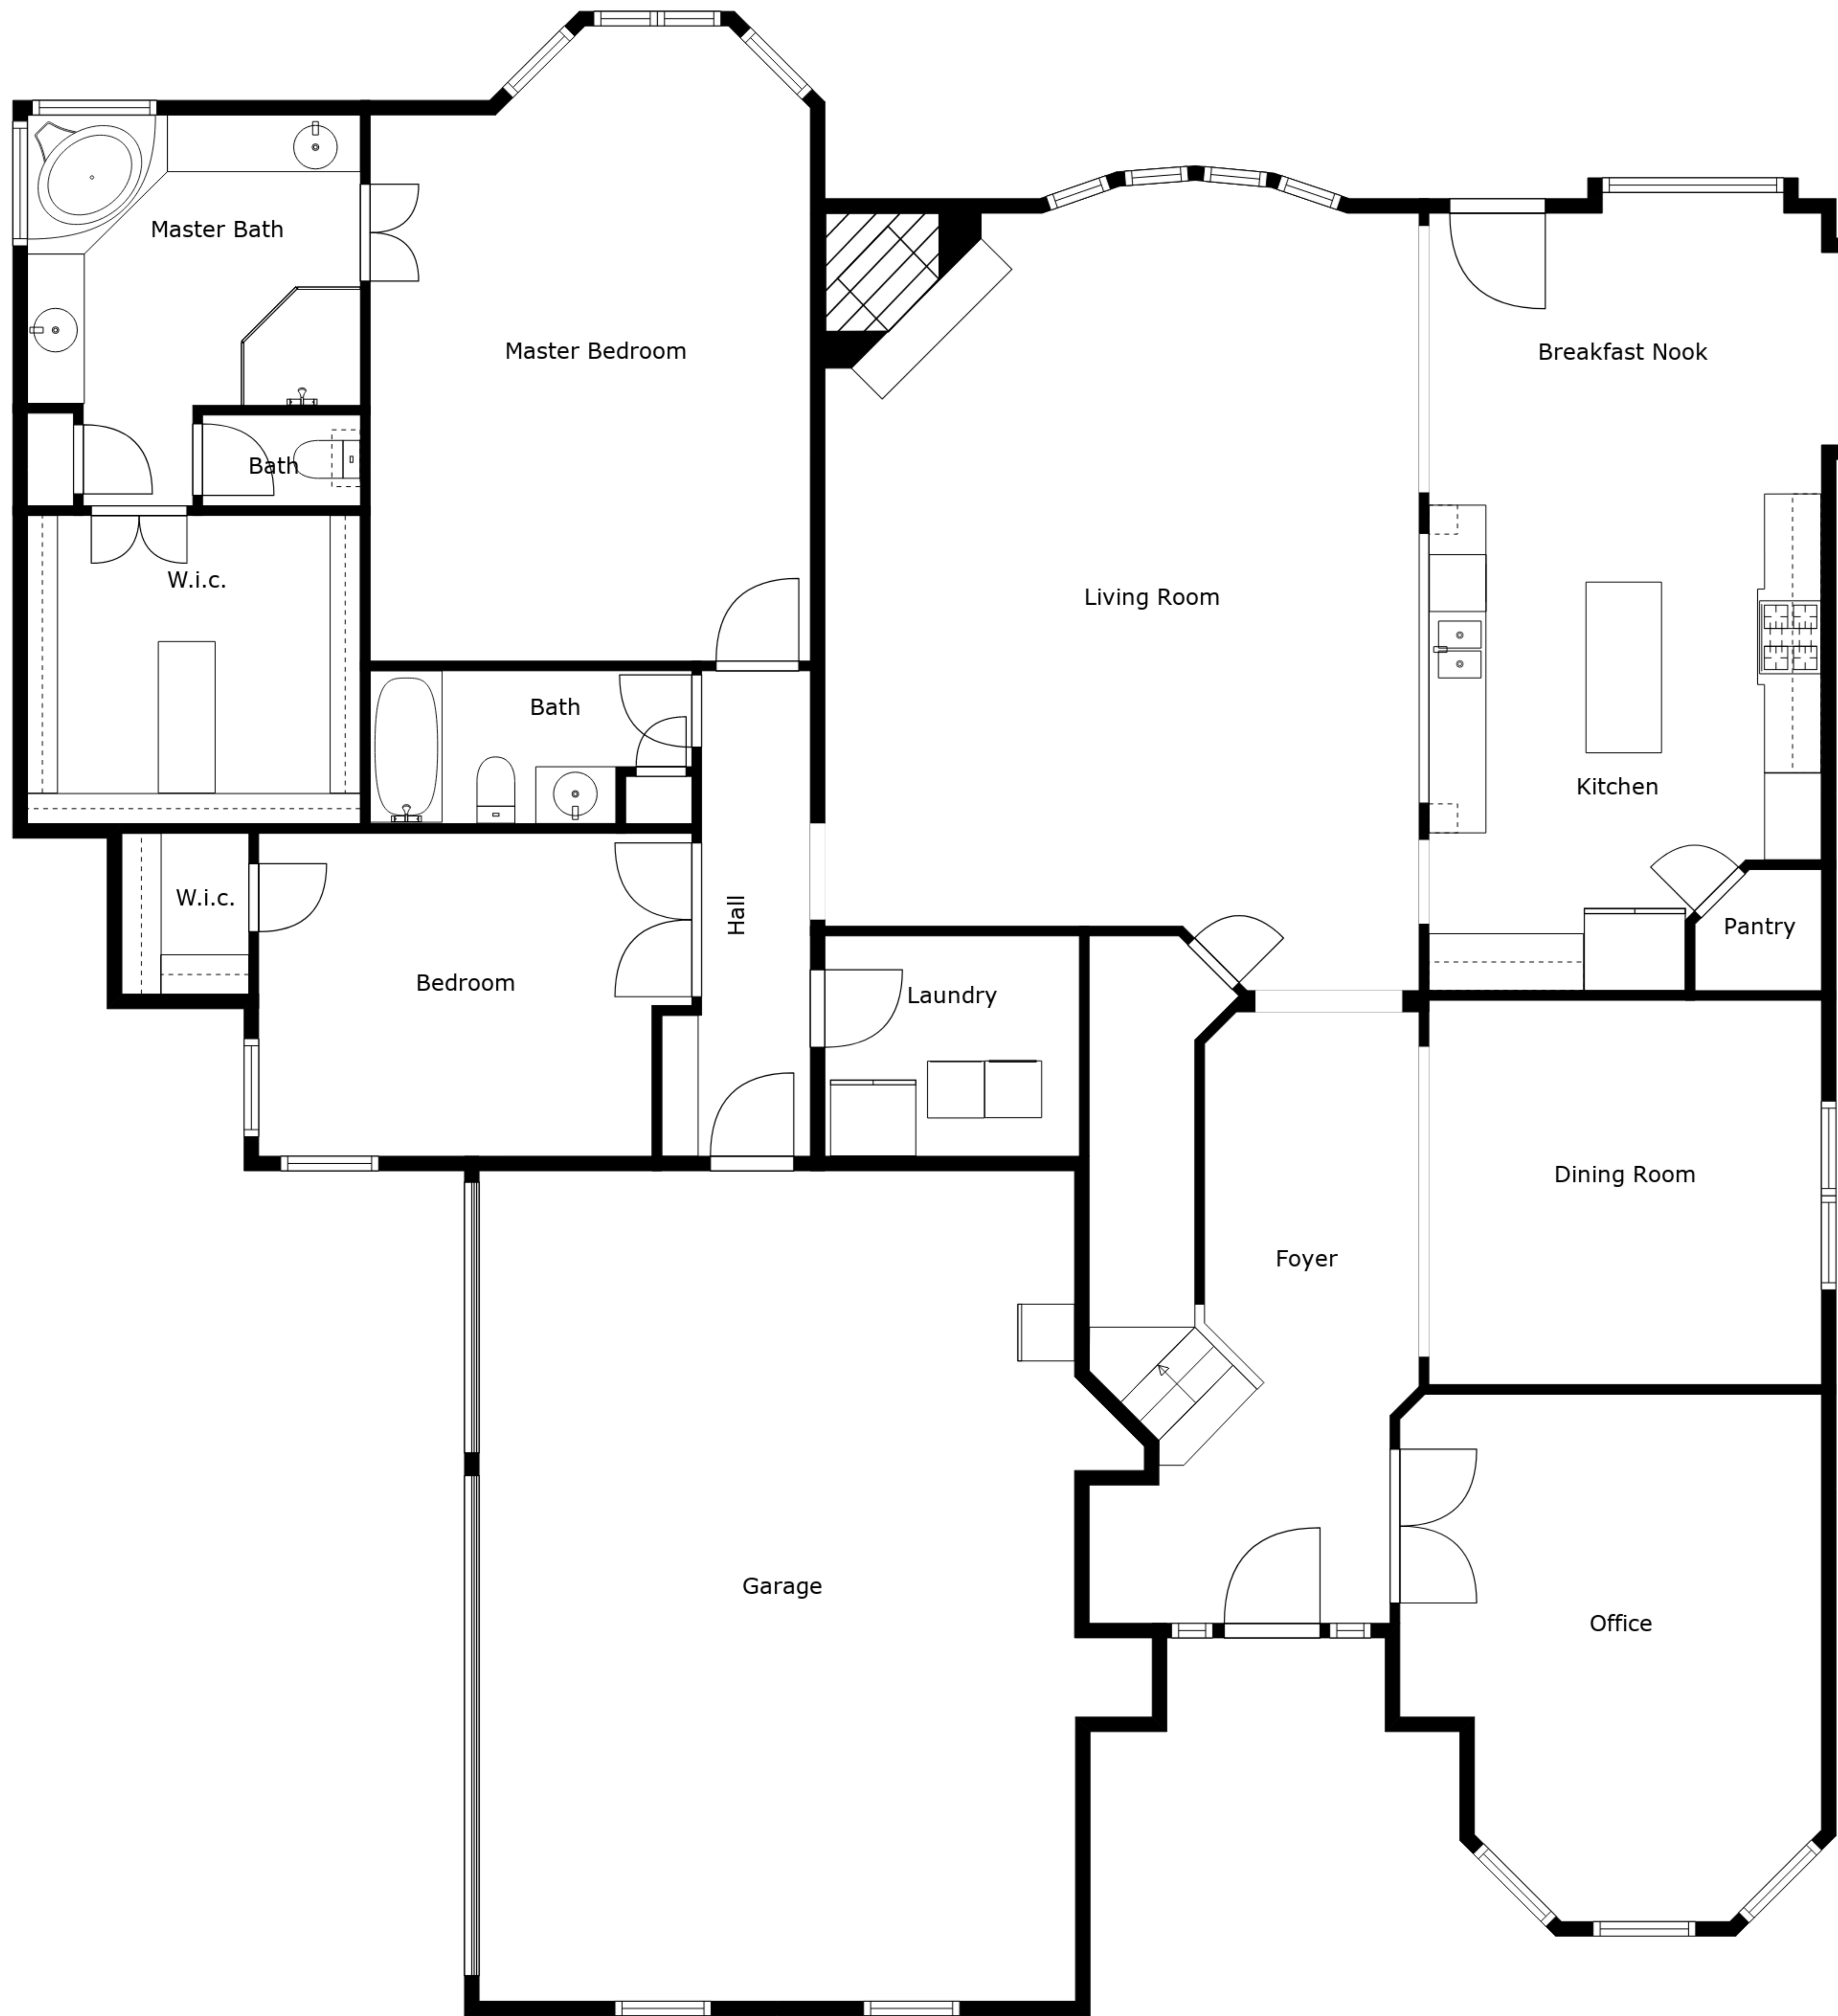 Master Bath
Master Bedroom
Breakfast Nook
Bath
W.i.c.
Living Room
Bath
Kitchen
W.i.c.
Hall
Pantry
Bedroom
Laundry
Dining Room
Foyer
Garage
Office